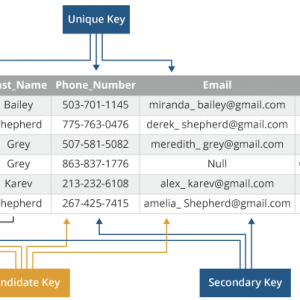 Unique Key
ast_Name Phone_Number Email
Bailey 503-701-1145 miranda_ bailey@gmail.com
hepherd 775-763-0476 derek_ shepherd@gmail.com
Grey 507-581-5082 meredith_ grey@gmail.com
Grey 863-837-1776 Null
Karev 213-232-6108 alex_ karev@gmail.com
hepherd 267-425-7415 amelia_ Shepherd@gmail.com
ndidate Key Secondary Key